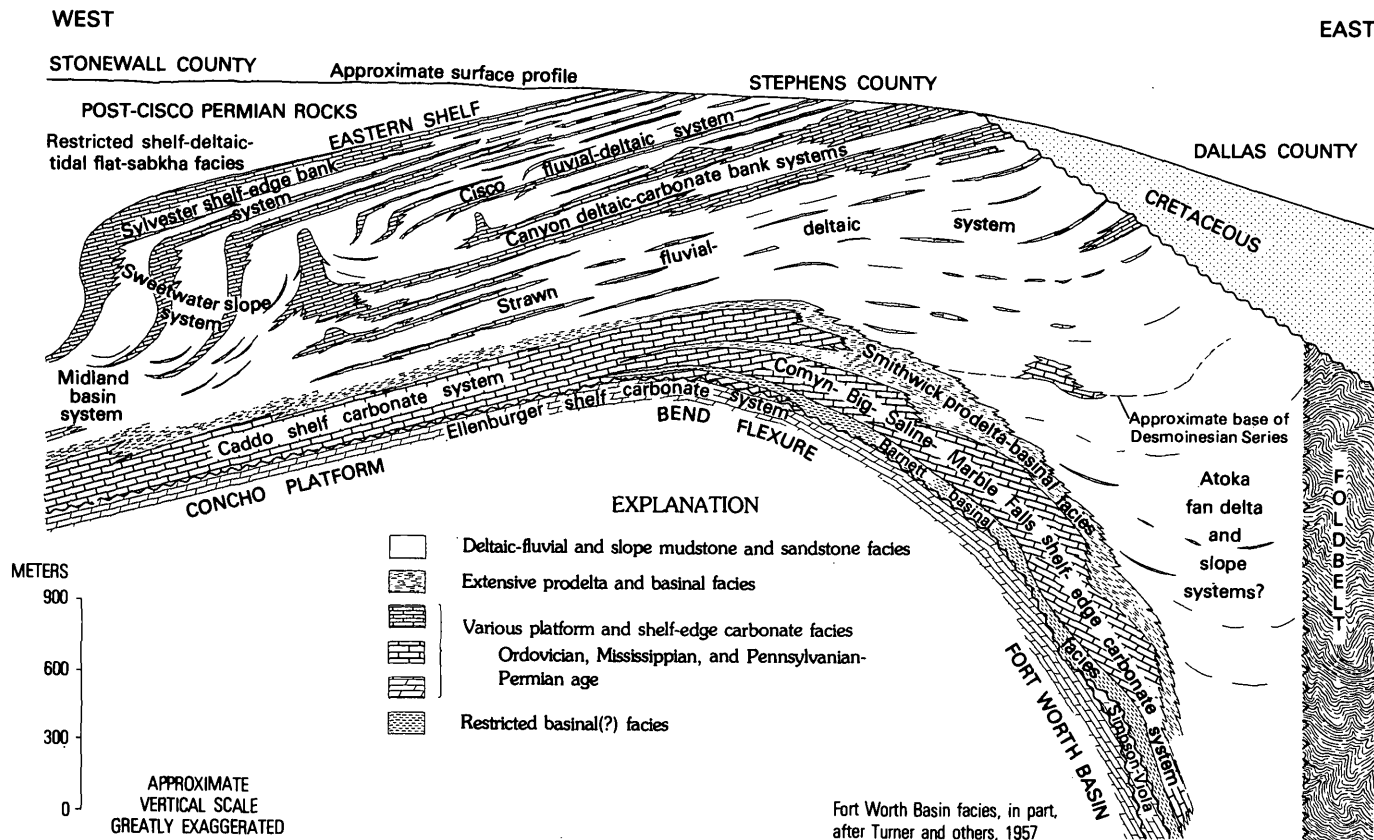 WEST
EAST
STONEWALL COUNTY
Approximate surface profile
STEPHENS COUNTY
DALLAS COUNTY
POST-CISCO PERMIAN ROCKS
Restricted shelf-deltaic-
tidal flat-sabkha facies
EASTERN SHELF
Sylvester shelf-edge bank
system
Cisco fluvial-deltaic system
Canyon deltaic-carbonate bank systems
CRETACEOUS
Sweetwater slope
system
Strawn fluvial- deltaic system
Midland
basin
system
Caddo shelf carbonate system
Ellenburger shelf carbonate system
CONCHO PLATFORM
BEND FLEXURE
Smithwick prodelta-basinal facies
Comyn-Big-Saline-Marble Falls shelf-edge carbonate system
Barnett basinal facies
Simpson-Viola
FORT WORTH BASIN
Approximate base of
Desmoinesian Series
Atoka
fan delta
and
slope
systems?
FOLDBELT
EXPLANATION
Deltaic-fluvial and slope mudstone and sandstone facies
Extensive prodelta and basinal facies
Various platform and shelf-edge carbonate facies
Ordovician, Mississippian, and Pennsylvanian-
Permian age
Restricted basinal(?) facies
METERS
900
600
300
0
APPROXIMATE
VERTICAL SCALE
GREATLY EXAGGERATED
Fort Worth Basin facies, in part,
after Turner and others, 1957